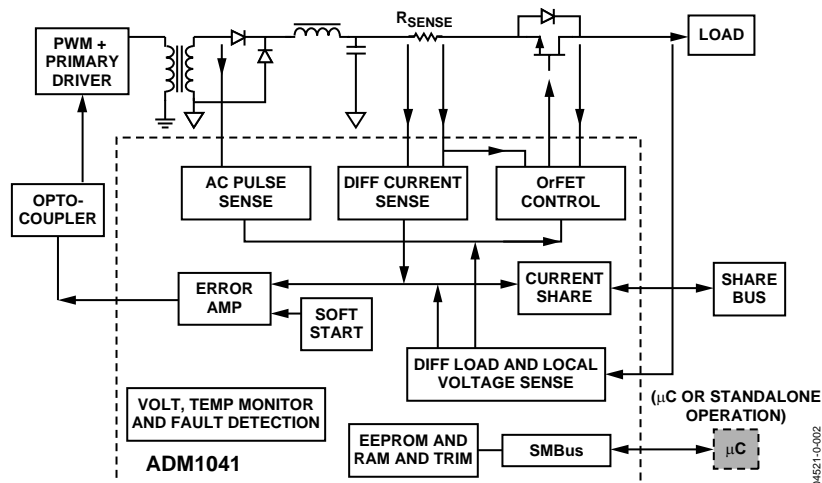 RSENSE
PWM +
PRIMARY
DRIVER
LOAD
OPTO-
COUPLER
AC PULSE
SENSE
DIFF CURRENT
SENSE
OrFET
CONTROL
ERROR
AMP
SOFT
START
CURRENT
SHARE
SHARE
BUS
DIFF LOAD AND LOCAL
VOLTAGE SENSE
VOLT, TEMP MONITOR
AND FAULT DETECTION
(μC OR STANDALONE
OPERATION)
EEPROM AND
RAM AND TRIM
SMBus
μC
ADM1041
04521-0-002